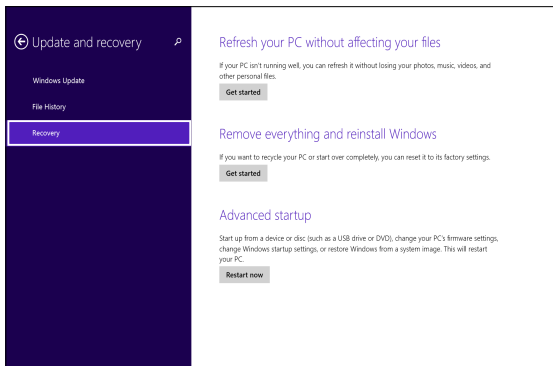 Update and recovery
Windows Update
File History
Recovery
Refresh your PC without affecting your files
If your PC isn't running well, you can refresh it without losing your photos, music, videos, and
other personal files.
Get started
Remove everything and reinstall Windows
If you want to recycle your PC or start over completely, you can reset it to its factory settings.
Get started
Advanced startup
Start up from a device or disc (such as a USB drive or DVD), change your PC's firmware settings,
change Windows startup settings, or restore Windows from a system image. This will restart
your PC.
Restart now